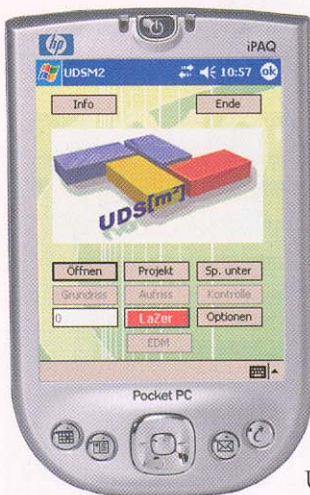 hp iPAQ
UDSM2 10:57 ok
Info Ende
UDS[m²]
Öffnen Projekt Sp. unter
Grundriss Aufriss Kontrolle
0 LaZer Optionen
EDM
Pocket PC
U